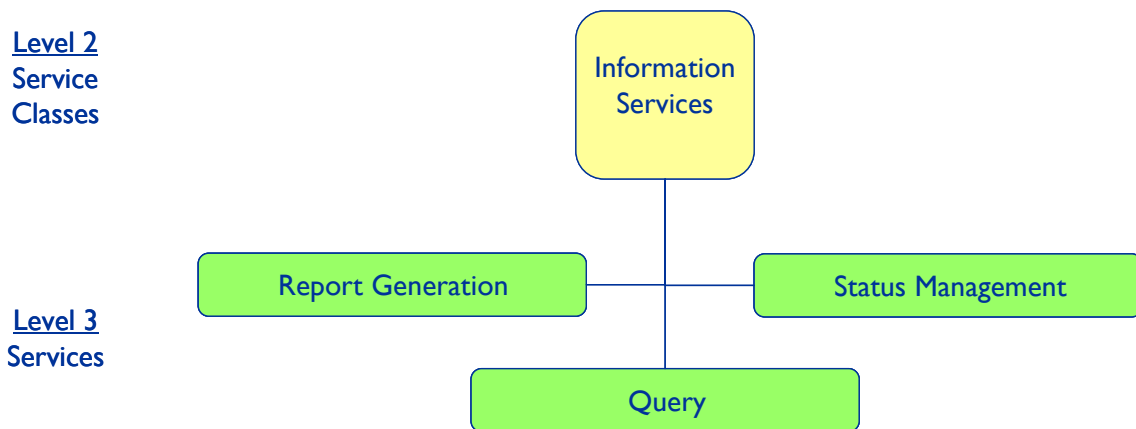 Level 2
Service
Classes
Information
Services
Report Generation
Status Management
Level 3
Services
Query